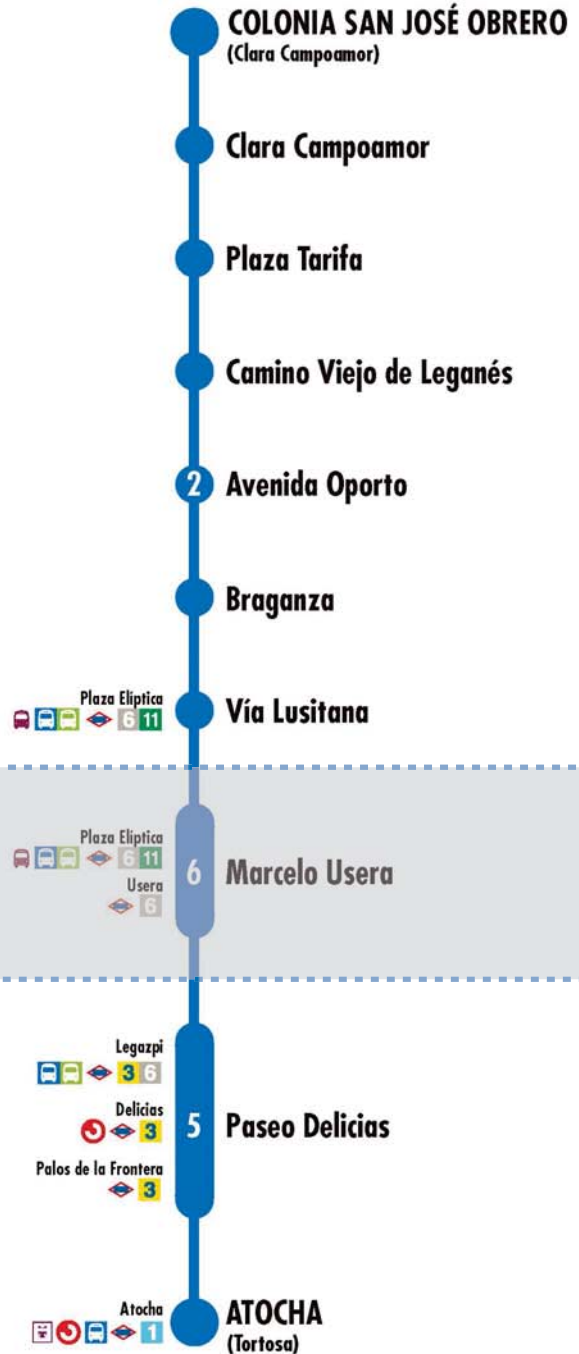 COLONIA SAN JOSÉ OBRERO
(Clara Campoamor)
Clara Campoamor
Plaza Tarifa
Camino Viejo de Leganés
2 Avenida Oporto
Braganza
Plaza Elíptica
6 11
Vía Lusitana
Plaza Elíptica
6 11
Usera
6
6 Marcelo Usera
Legazpi
3 6
Delicias
3
Palos de la Frontera
3
5 Paseo Delicias
Atocha
1
ATOCHA
(Tortosa)